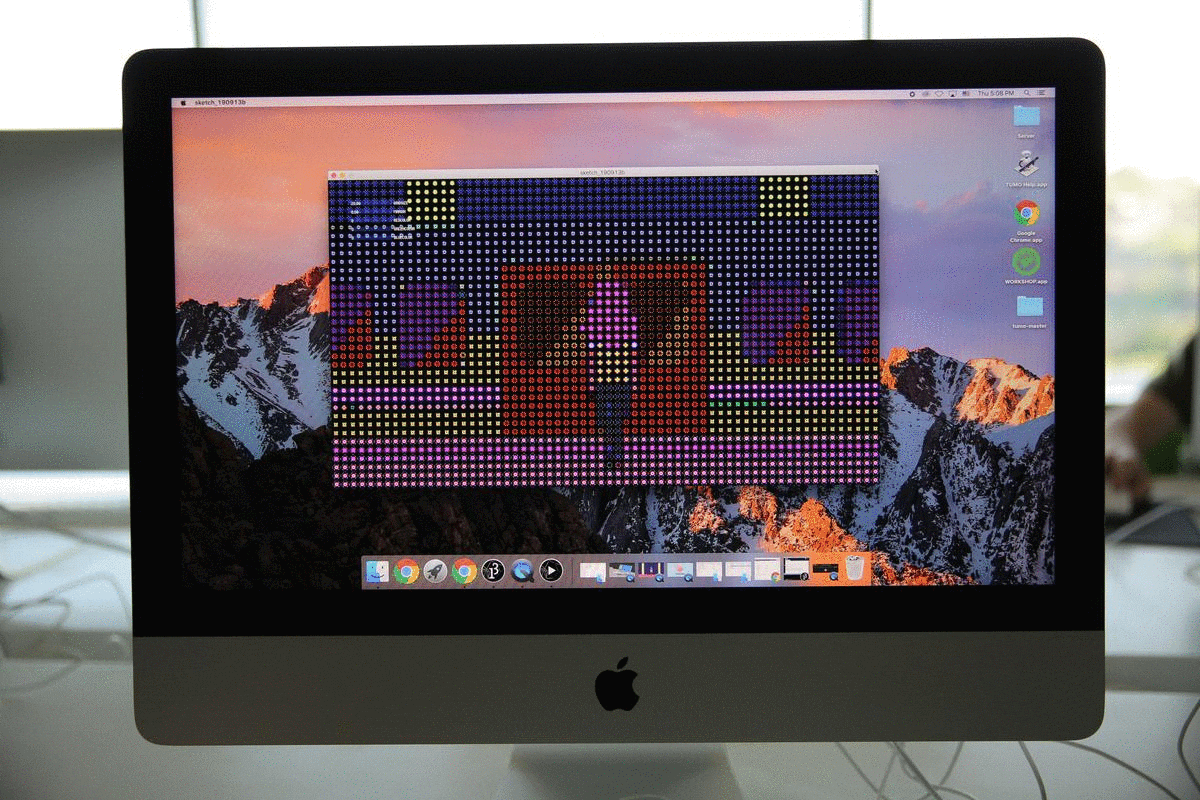 sketch_190913b
Thu 5:08 PM
sketch_190913b
Server
TUMO Help.app
Google
Chrome.app
WORKSHOP.app
tumo-master